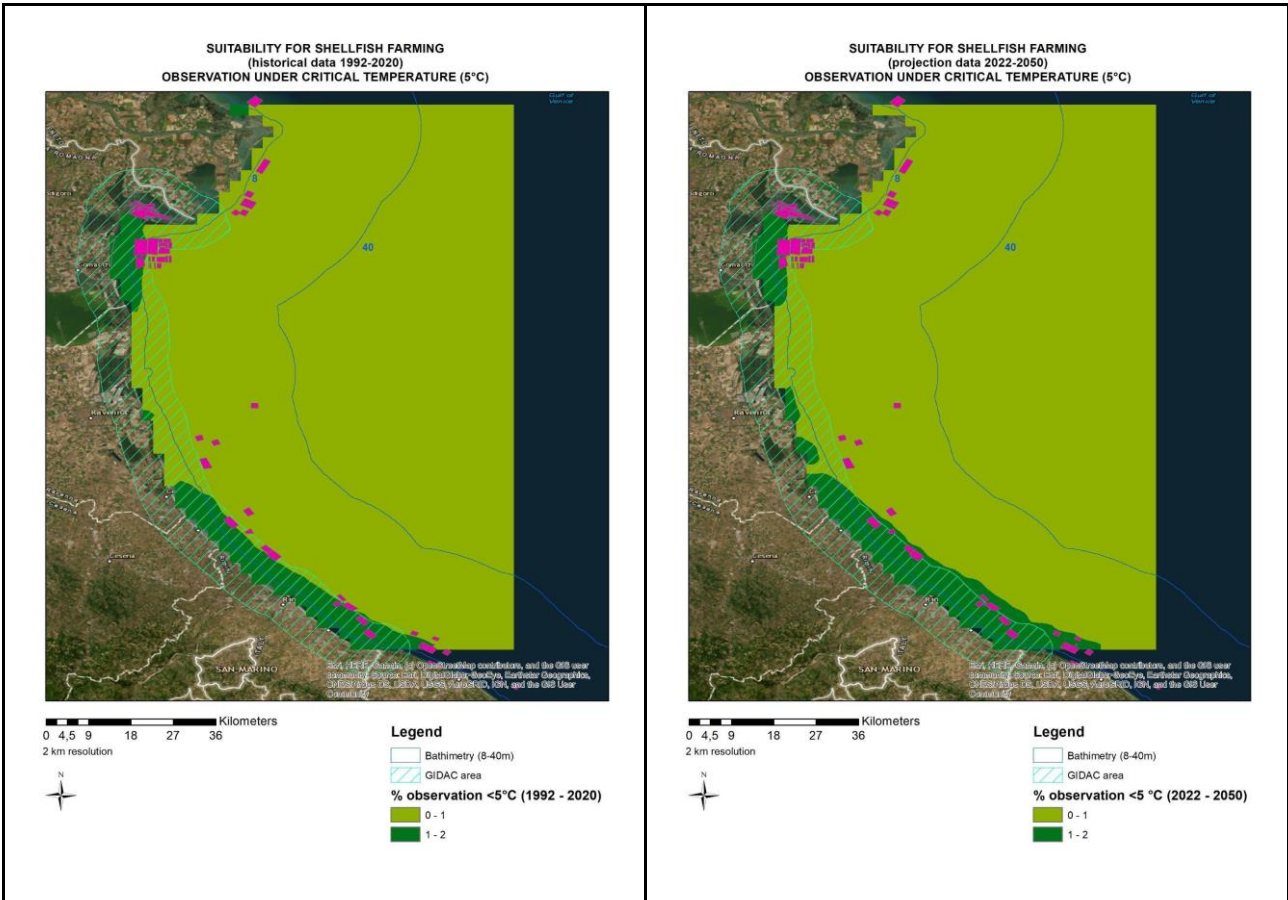 SUITABILITY FOR SHELLFISH FARMING
(historical data 1992-2020)
OBSERVATION UNDER CRITICAL TEMPERATURE (5°C)
Gulf of
Venice
8
40
SAN MARINO
Kilometers
0 4,5 9 18 27 36
2 km resolution
N
Legend
Bathimetry (8-40m)
GIDAC area
% observation <5°C (1992 - 2020)
0 - 1
1 - 2
SUITABILITY FOR SHELLFISH FARMING
(projection data 2022-2050)
OBSERVATION UNDER CRITICAL TEMPERATURE (5°C)
Gulf of
Venice
8
40
SAN MARINO
Kilometers
0 4,5 9 18 27 36
2 km resolution
N
Legend
Bathimetry (8-40m)
GIDAC area
% observation <5 °C (2022 - 2050)
0 - 1
1 - 2